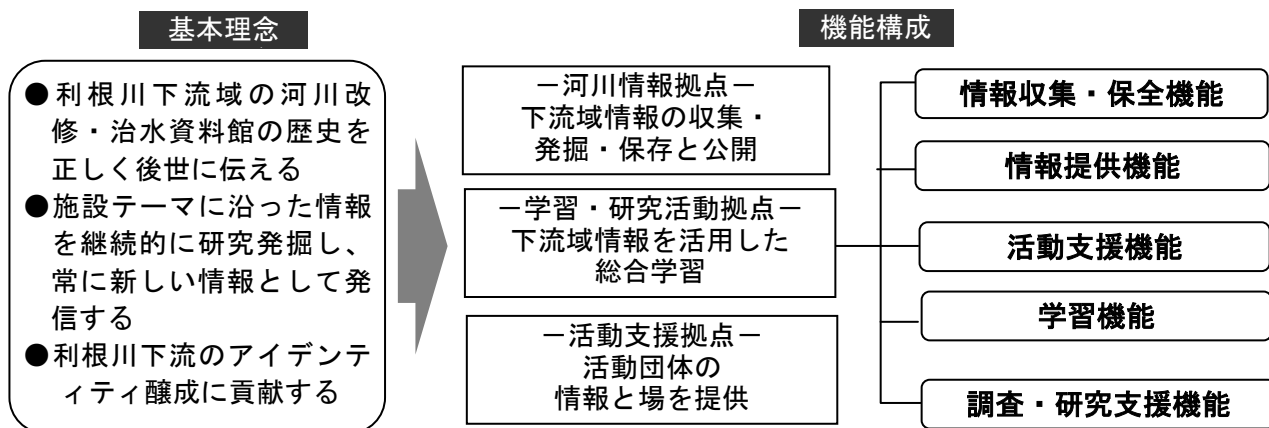 基本理念
●利根川下流域の河川改
修・治水資料館の歴史を
正しく後世に伝える
●施設テーマに沿った情報
を継続的に研究発掘し、
常に新しい情報として発
信する
●利根川下流のアイデンテ
ィティ醸成に貢献する
機能構成
－河川情報拠点－
下流域情報の収集・
発掘・保存と公開
－学習・研究活動拠点－
下流域情報を活用した
総合学習
－活動支援拠点－
活動団体の
情報と場を提供
情報収集・保全機能
情報提供機能
活動支援機能
学習機能
調査・研究支援機能